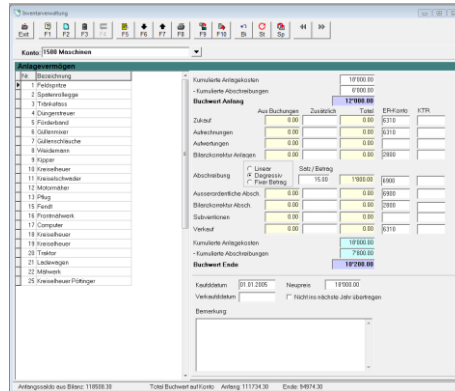 Inventarverwaltung
Exit F1 F2 F3 F5 F6 F7 F8 F9 F10 Bi St Sp
Konto: 1500 Maschinen
Anlagevermögen
Nr. Bezeichnung
1 Feldspritze
2 Spatenrollegge
3 Tränkefass
4 Düngerstreuer
5 Förderband
6 Güllenmixer
7 Güllenschläuche
8 Weidemann
9 Kipper
10 Kreiselheuer
11 Kreiselschwader
12 Motormäher
13 Pflug
15 Fendt
16 Frontmähwerk
17 Computer
18 Kreiselheuer
19 Kreiselheuer
20 Traktor
21 Ladewagen
22 Mähwerk
25 Kreiselheuer Pöttinger
Kumulierte Anlagekosten 18'000.00
- Kumulierte Abschreibungen 6'000.00
Buchwert Anfang 12'000.00
Aus Buchungen Zusätzlich Total ER-Konto KTR
Zukauf 0.00 0.00 6310
Aufrechnungen 0.00 0.00 6310
Aufwertungen 0.00 0.00
Bilanzkorrektur Anlagen 0.00 0.00 2800
Abschreibung Linear Degressiv Fixer Betrag Satz / Betrag 15.00 1'800.00 6900
Ausserordentliche Absch. 0.00 0.00 6900
Bilanzkorrektur Absch. 0.00 0.00 2800
Subventionen 0.00 0.00
Verkauf 0.00 0.00 6310
Kumulierte Anlagekosten 18'000.00
- Kumulierte Abschreibungen 7'800.00
Buchwert Ende 10'200.00
Kaufdatum 01.01.2005 Neupreis 18'000.00
Verkaufdatum Nicht ins nächste Jahr übertragen
Bemerkung
Anfangssaldo aus Bilanz: Total Buchwert auf Konto Anfang: 111734.30 Ende: 94974.30